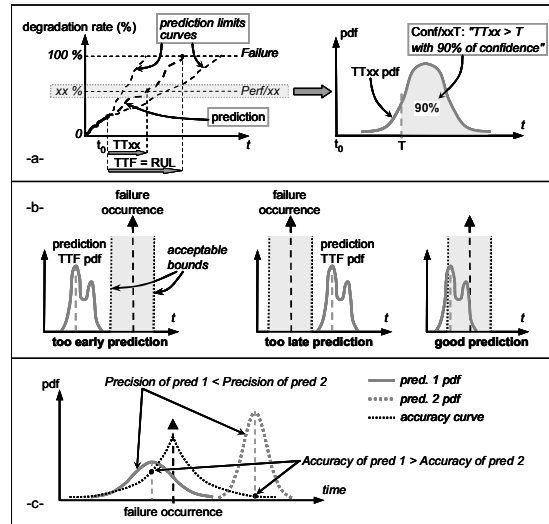 degradation rate (%)
prediction limits
curves
100 %
Failure
xx %
Perf/xx
prediction
0
t0
TTxx
t
TTF = RUL
-a-
pdf
Conf/xxT: "TTxx > T
with 90% of confidence"
TTxx pdf
90%
t
t0
T
-b-
failure
occurrence
prediction
TTF pdf
acceptable
bounds
t
too early prediction
failure
occurrence
prediction
TTF pdf
t
too late prediction
t
good prediction
pdf
Precision of pred 1 < Precision of pred 2
pred. 1 pdf
pred. 2 pdf
accuracy curve
Accuracy of pred 1 > Accuracy of pred 2
-c-
time
failure occurrence